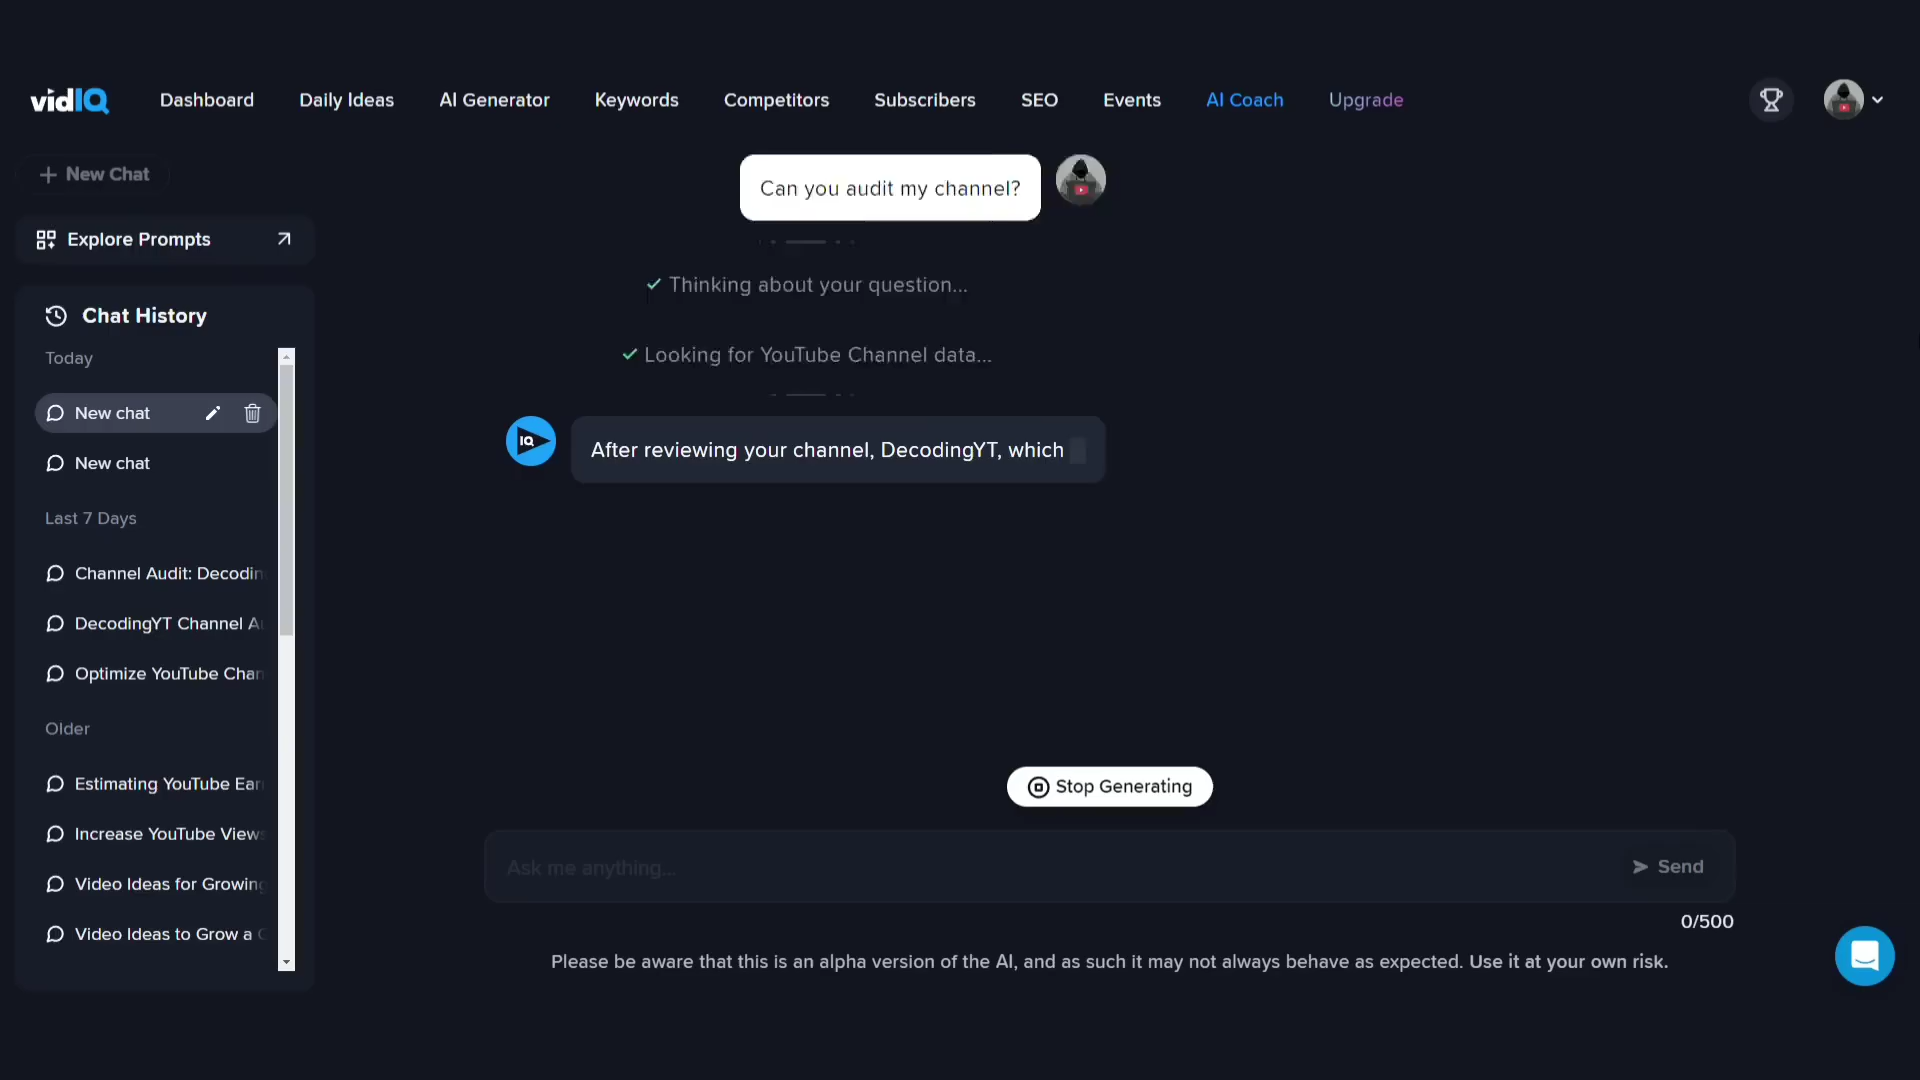 vidIQ
Dashboard
Daily Ideas
AI Generator
Keywords
Competitors
Subscribers
SEO
Events
AI Coach
Upgrade
New Chat
Explore Prompts
Chat History
Today
New chat
New chat
Last 7 Days
Channel Audit: Decodin
DecodingYT Channel A
Optimize YouTube Chan
Older
Estimating YouTube Ear
Increase YouTube Views
Video Ideas for Growing
Video Ideas to Grow a C
Can you audit my channel?
Thinking about your question...
Looking for YouTube Channel data...
IQ
After reviewing your channel, DecodingYT, which
Stop Generating
Ask me anything...
Send
0/500
Please be aware that this is an alpha version of the AI, and as such it may not always behave as expected. Use it at your own risk.